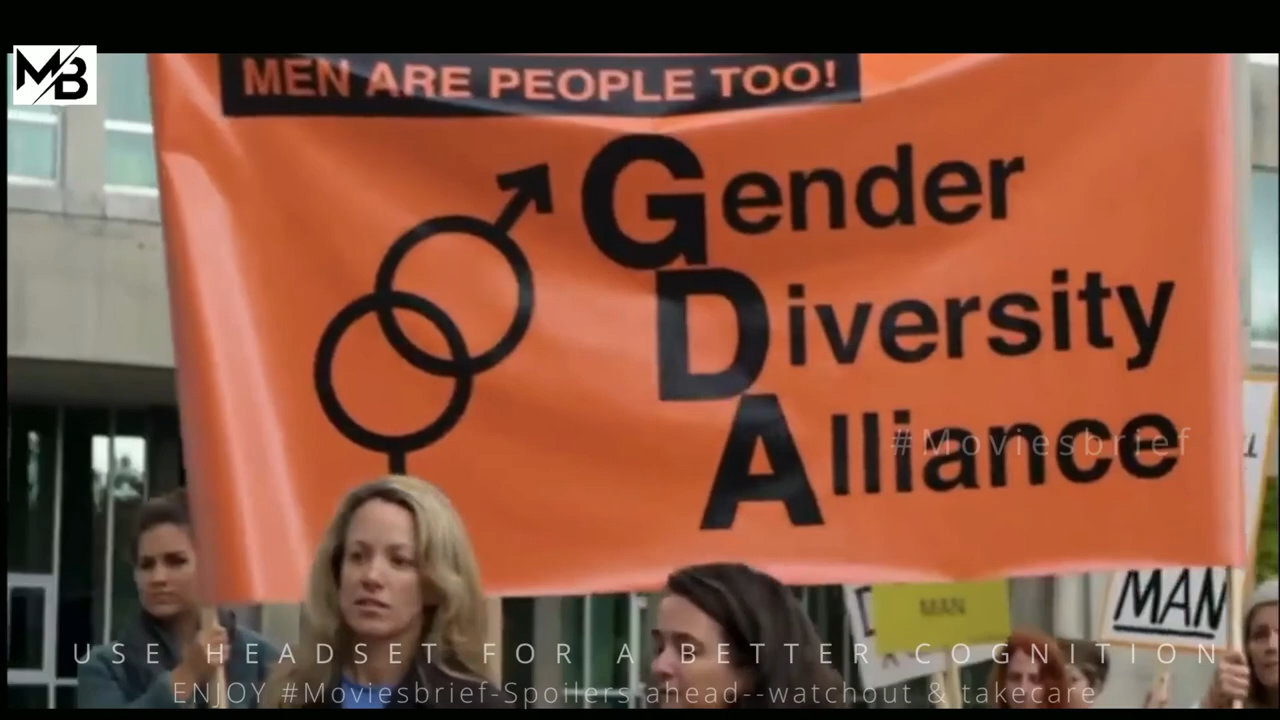 MB
MEN ARE PEOPLE TOO!
Gender
Diversity
Alliance
#Moviesbrief
MAN
MAN
USE HEADSET FOR A BETTER COGNITION
ENJOY #Moviesbrief-Spoilers ahead--watchout & takecare